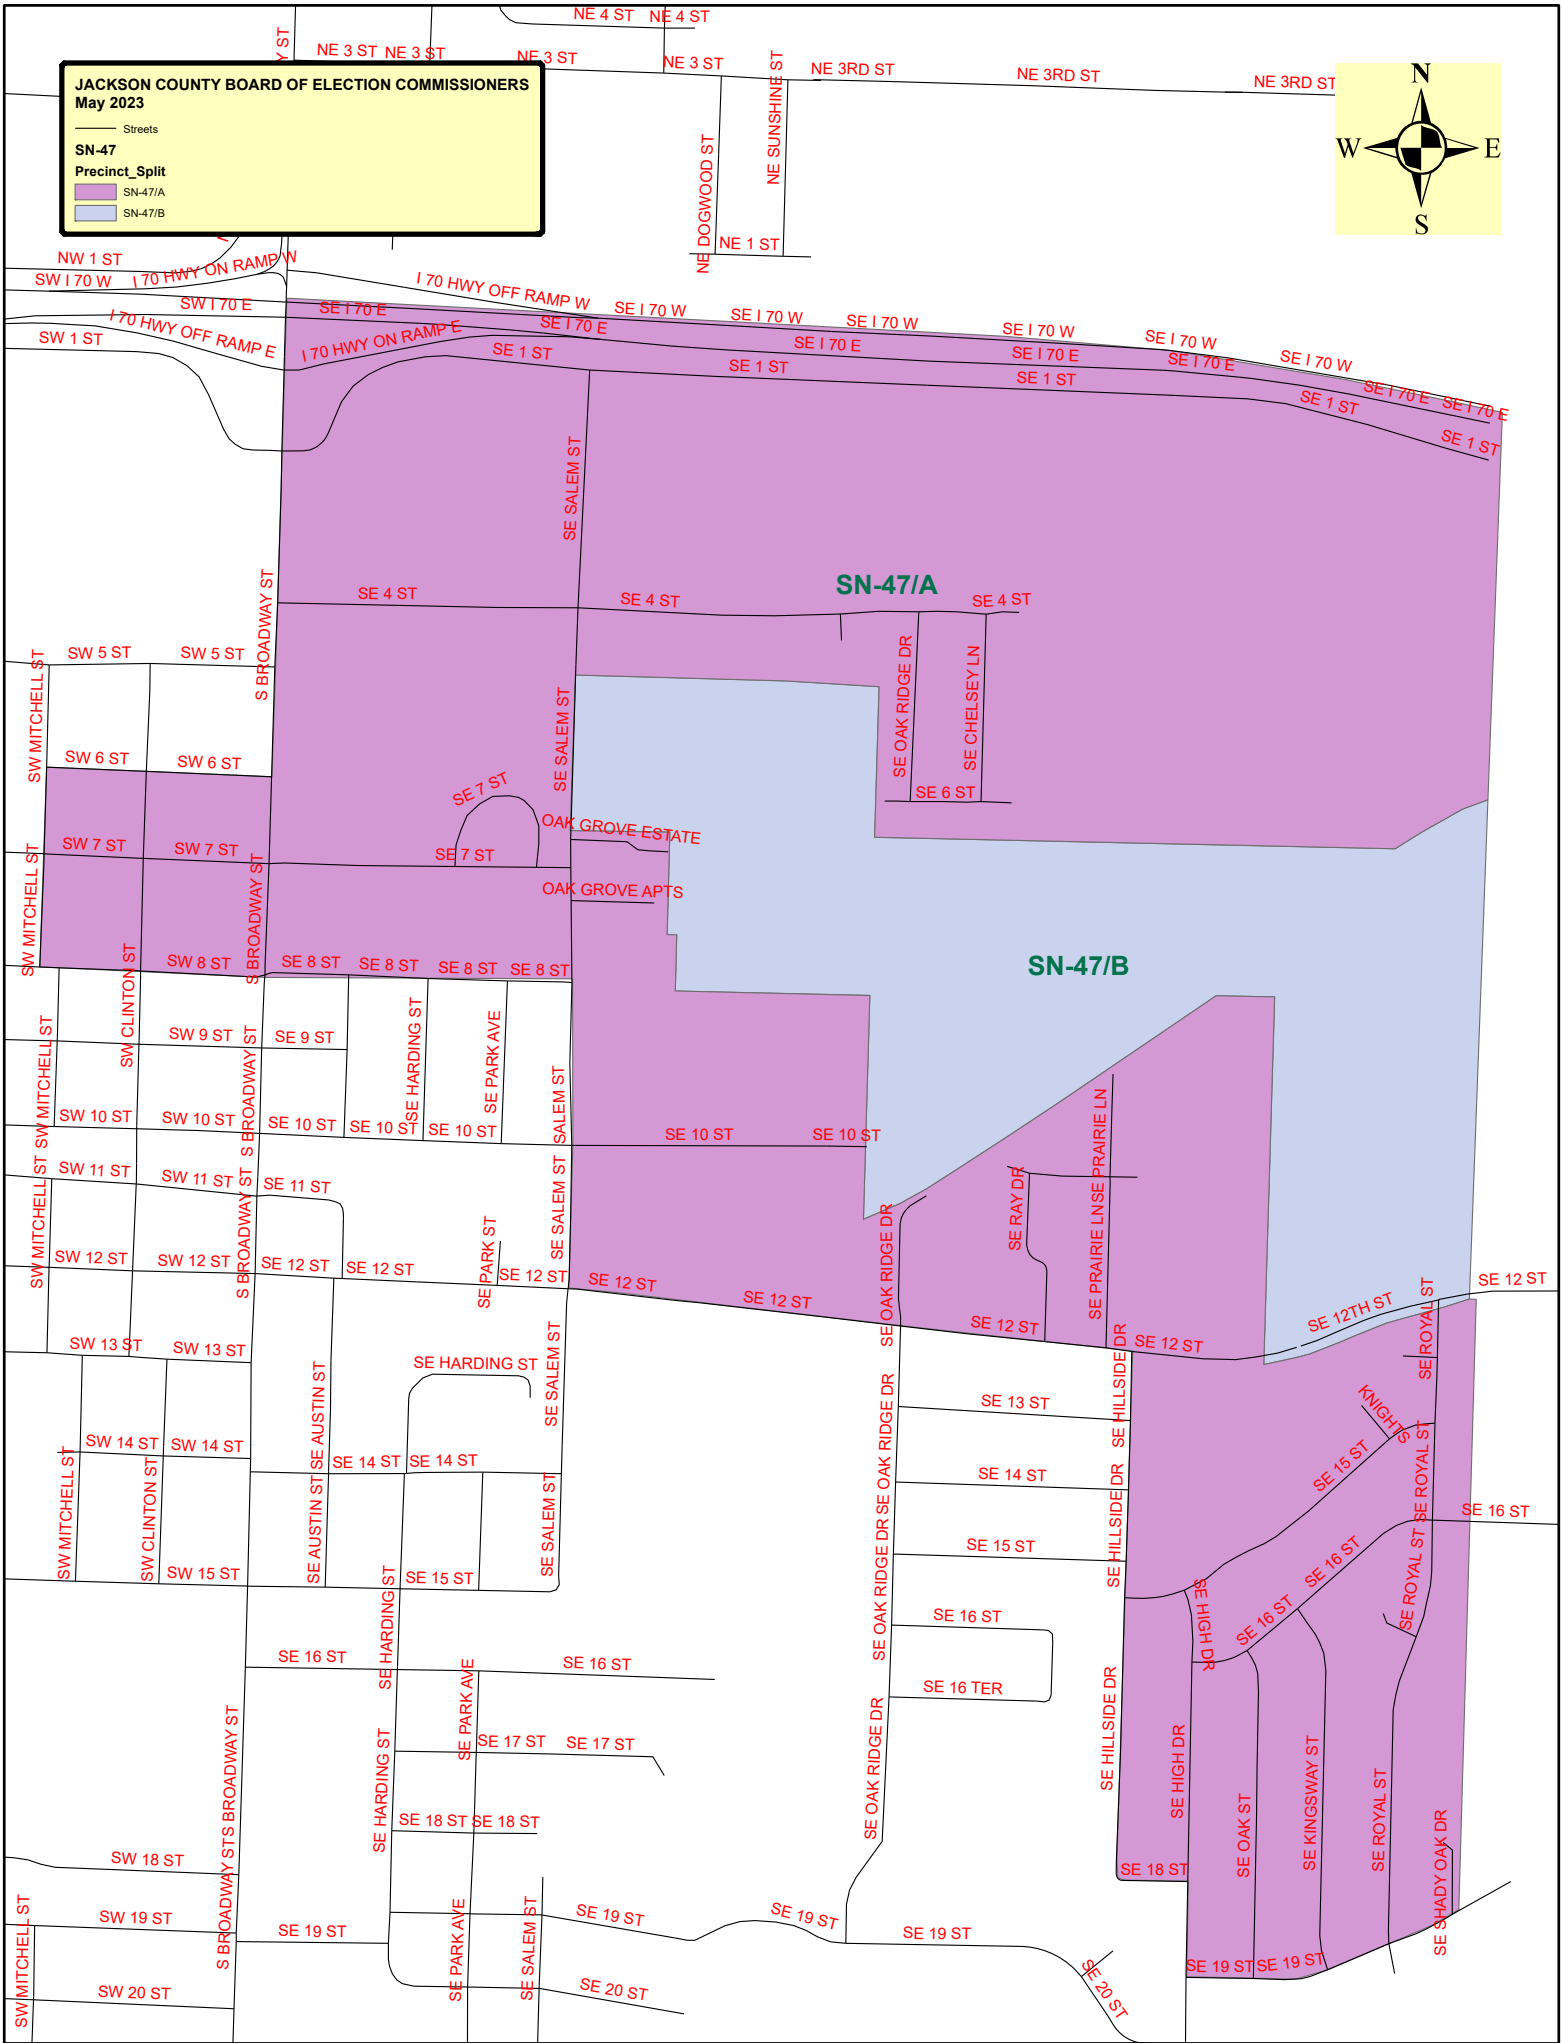 NE 4 ST NE 4 ST
Y ST
NE 3 ST NE 3 ST NE 3 ST NE 3 ST NE 3RD ST NE 3RD ST NE 3RD ST
JACKSON COUNTY BOARD OF ELECTION COMMISSIONERS
May 2023
Streets
SN-47
Precinct_Split
SN-47/A
SN-47/B
N
W E
S
NE SUNSHINE ST
NE DOGWOOD ST
NE 1 ST
NW 1 ST
I 70 HWY ON RAMP W
SW I 70 W
I 70 HWY OFF RAMP W
SW I 70 E
SE I 70 E
SE I 70 W SE I 70 W SE I 70 W SE I 70 W SE I 70 W SE I 70 W
I 70 HWY OFF RAMP E
I 70 HWY ON RAMP E
SE I 70 E SE I 70 E SE I 70 E SE I 70 E SE I 70 E SE I 70 E
SW 1 ST
SE 1 ST SE 1 ST SE 1 ST SE 1 ST SE 1 ST
SE SALEM ST
S BROADWAY ST
SN-47/A
SE 4 ST SE 4 ST SE 4 ST
SW 5 ST SW 5 ST
SW MITCHELL ST
SE OAK RIDGE DR
SE CHELSEY LN
SE SALEM ST
SW 6 ST SW 6 ST
SE 7 ST
SE 6 ST
OAK GROVE ESTATE
SW 7 ST SW 7 ST SE 7 ST
SW MITCHELL ST
S BROADWAY ST
OAK GROVE APTS
SW 8 ST SE 8 ST SE 8 ST SE 8 ST SE 8 ST
SN-47/B
SW CLINTON ST
SE HARDING ST
SE PARK AVE
SW MITCHELL ST
S BROADWAY ST
SW 9 ST SE 9 ST
SALEM ST
SW 10 ST SW 10 ST SE 10 ST SE 10 ST SE 10 ST SE 10 ST SE 10 ST
SE PRAIRIE LN
SE PRAIRIE LN
SW MITCHELL ST
SW 11 ST SW 11 ST SE 11 ST
S BROADWAY ST
SE SALEM ST
SE RAY DR
SE OAK RIDGE DR
SE PARK ST
SW 12 ST SW 12 ST SE 12 ST SE 12 ST SE 12 ST SE 12 ST SE 12 ST SE 12 ST SE 12 ST SE 12TH ST SE 12 ST
SE ROYAL ST
SW 13 ST SW 13 ST
SE HARDING ST
SE SALEM ST
SE AUSTIN ST
SE HILLSIDE DR
SE 13 ST
SE OAK RIDGE DR
KNIGHTS
SW 14 ST SW 14 ST SE 14 ST SE 14 ST SE 14 ST
SE 15 ST
SE ROYAL ST
SW MITCHELL ST
SW CLINTON ST
SE AUSTIN ST
SE SALEM ST
SE HILLSIDE DR
SE 16 ST
SE OAK RIDGE DR
SW 15 ST SE 15 ST SE 15 ST
SE 16 ST
SE HARDING ST
SE HIGH DR
SE ROYAL ST
SE 16 ST SE 16 ST SE 16 ST SE 16 ST
SE 16 TER
SE PARK AVE
SE HILLSIDE DR
SE OAK RIDGE DR
SE HARDING ST
SE 17 ST SE 17 ST
S BROADWAY ST
SE HIGH DR
SE OAK ST
SE KINGSWAY ST
SE ROYAL ST
SE SHADY OAK DR
SE 18 ST SE 18 ST
SW 18 ST
SE 18 ST
S BROADWAY ST
SW MITCHELL ST
SW 19 ST SE 19 ST SE 19 ST SE 19 ST SE 19 ST SE 19 ST SE 19 ST
SE PARK AVE
SE SALEM ST
SW 20 ST SE 20 ST SE 20 ST